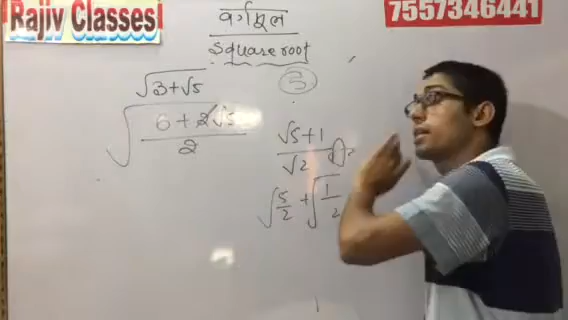 Rajiv Classes
7557346441
वर्गमूल
Square root
3
√3+√5
√6+2√5/2
√5+1/√2
√5/2 + √1/2